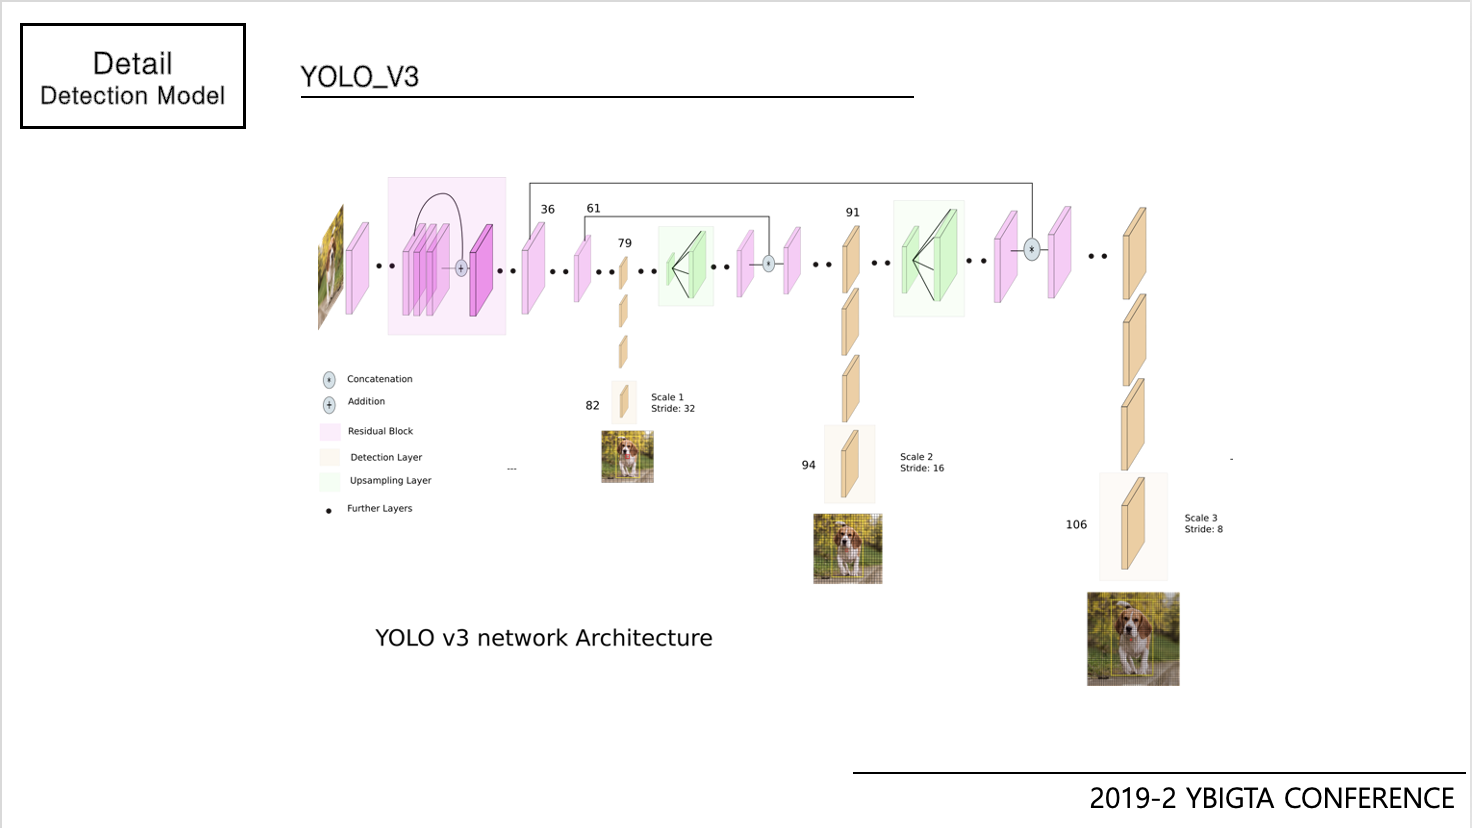 Detail
Detection Model
YOLO_V3
36
61
91
79
Concatenation
Addition
Residual Block
Detection Layer
Upsampling Layer
Further Layers
---
82
Scale 1
Stride: 32
94
Scale 2
Stride: 16
-
106
Scale 3
Stride: 8
YOLO v3 network Architecture
2019-2 YBIGTA CONFERENCE